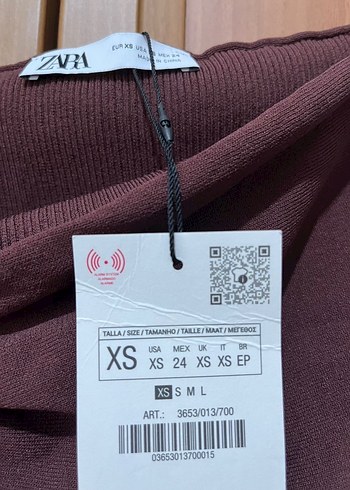 ZARA
EUR XS USA XS MEX 24
MADE IN CHINA
TALLA / SIZE / TAMANHO / TAILLE / MAAT / ΜΕΓΕΘΟΣ
XS
USA MEX UK IT BR
XS 24 XS XS EP
XS S M L
ART.: 3653/013/700
03653013700015